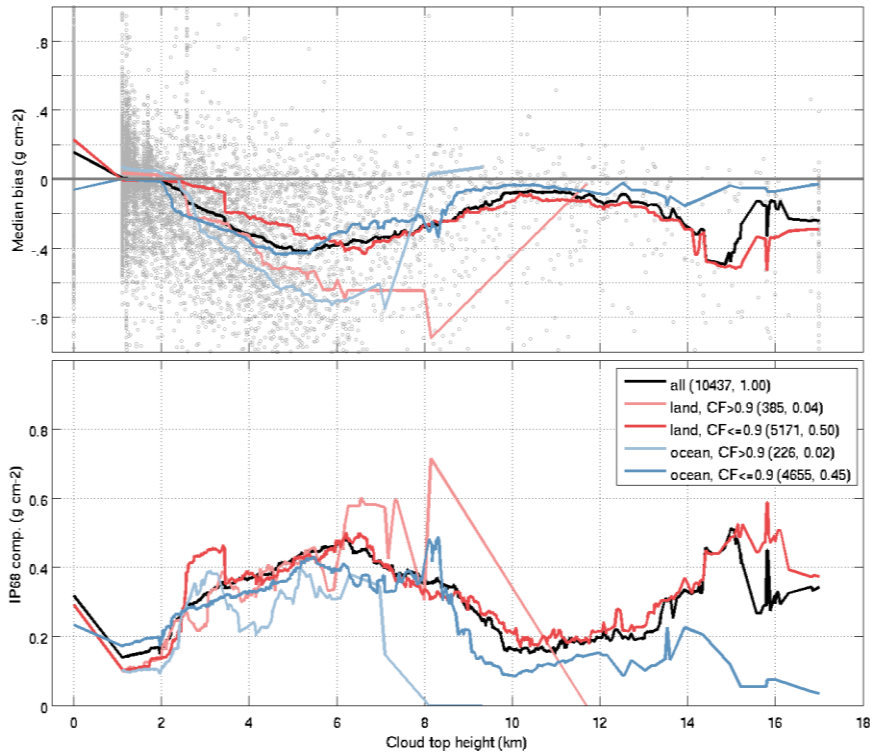 .8
.4
0
-.4
-.8
Median bias (g cm-2)
all (10437, 1.00)
land, CF>0.9 (385, 0.04)
land, CF<=0.9 (5171, 0.50)
ocean, CF>0.9 (226, 0.02)
ocean, CF<=0.9 (4655, 0.45)
0.8
0.6
0.4
0.2
0
IP68 comp. (g cm-2)
0 2 4 6 8 10 12 14 16 18
Cloud top height (km)